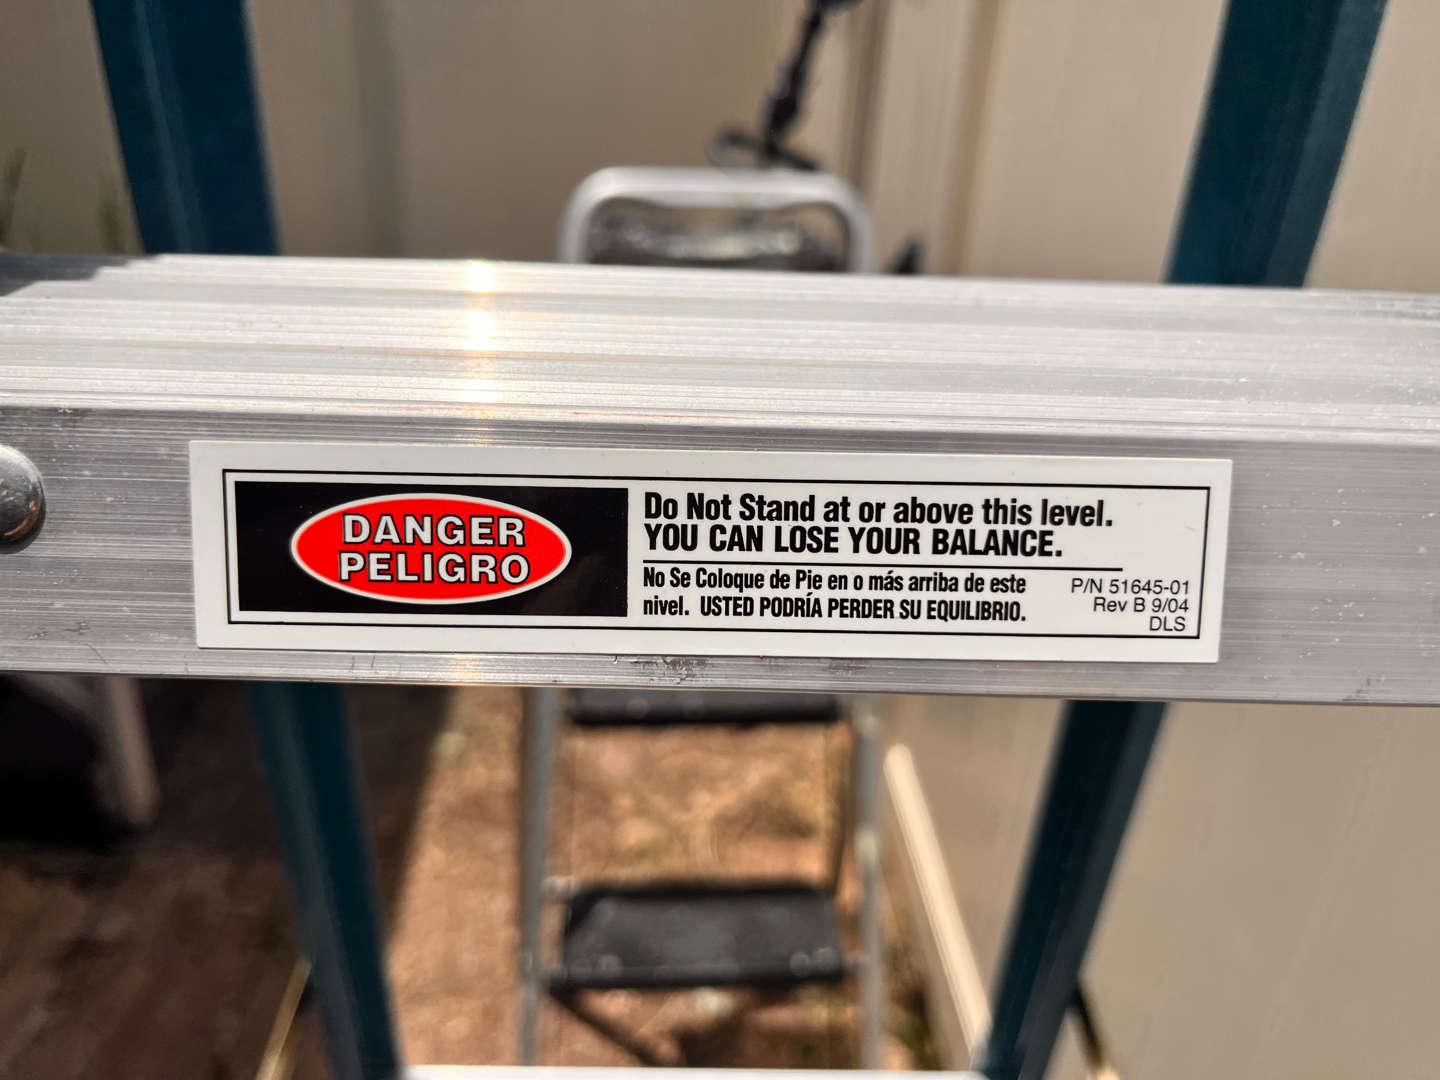 DANGER
PELIGRO
Do Not Stand at or above this level.
YOU CAN LOSE YOUR BALANCE.
No Se Coloque de Pie en o más arriba de este
nivel. USTED PODRÍA PERDER SU EQUILIBRIO.
P/N 51645-01
Rev B 9/04
DLS